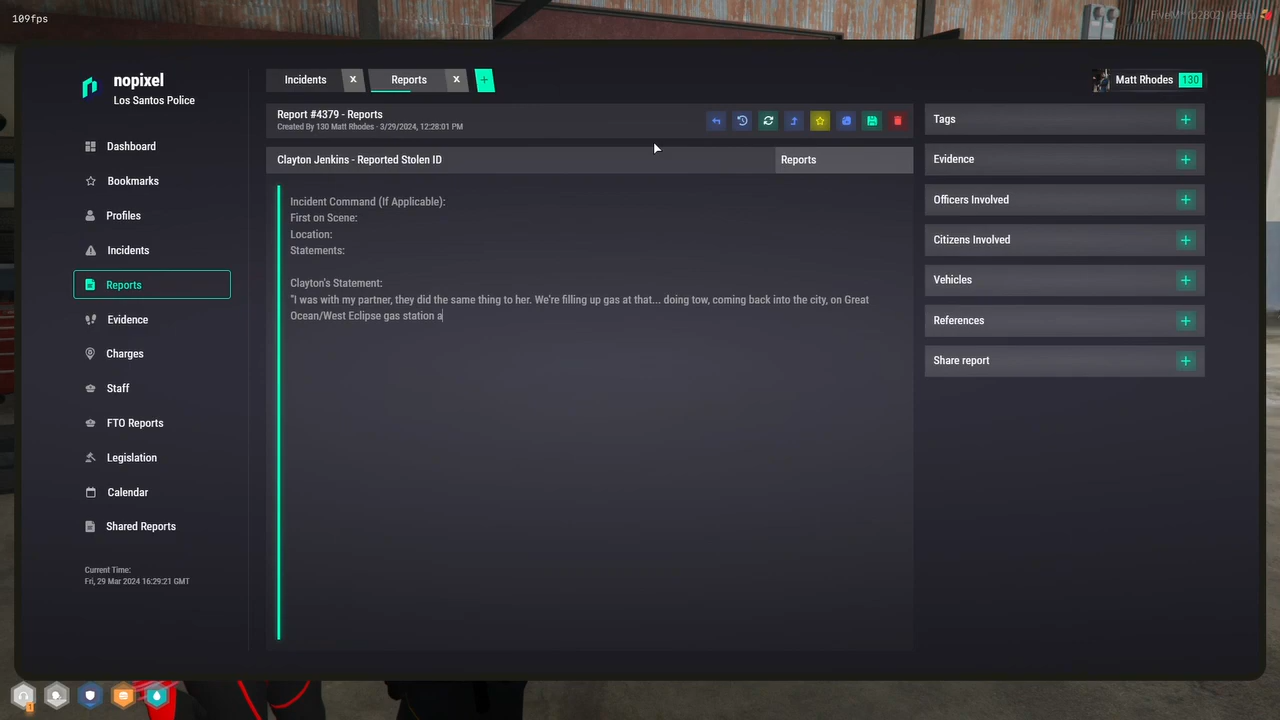 109fps
FiveM® (b2802) (Beta)
nopixel
Los Santos Police
Incidents
x
Reports
x
+
Matt Rhodes 130
Report #4379 - Reports
Created By 130 Matt Rhodes · 3/29/2024, 12:28:01 PM
Clayton Jenkins - Reported Stolen ID
Reports
Incident Command (If Applicable):
First on Scene:
Location:
Statements:
Clayton's Statement:
"I was with my partner, they did the same thing to her. We're filling up gas at that... doing tow, coming back into the city, on Great
Ocean/West Eclipse gas station a
Dashboard
Bookmarks
Profiles
Incidents
Reports
Evidence
Charges
Staff
FTO Reports
Legislation
Calendar
Shared Reports
Current Time:
Fri, 29 Mar 2024 16:29:21 GMT
Tags
+
Evidence
+
Officers Involved
+
Citizens Involved
+
Vehicles
+
References
+
Share report
+
1